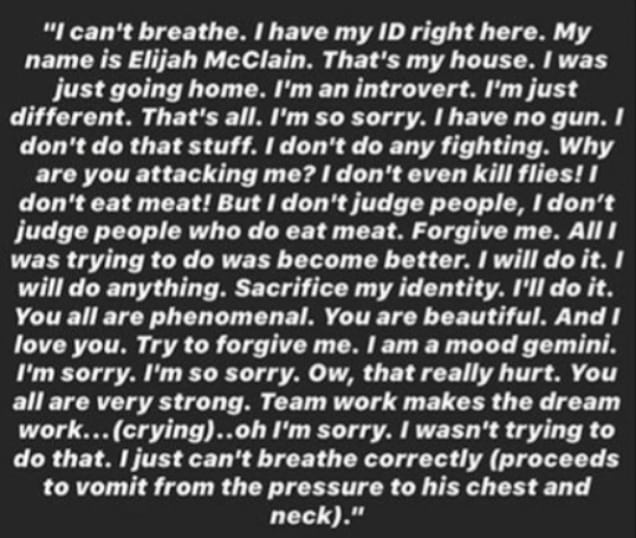 "I can't breathe. I have my ID right here. My
name is Elijah McClain. That's my house. I was
just going home. I'm an introvert. I'm just
different. That's all. I'm so sorry. I have no gun. I
don't do that stuff. I don't do any fighting. Why
are you attacking me? I don't even kill flies! I
don't eat meat! But I don't judge people, I don't
judge people who do eat meat. Forgive me. All I
was trying to do was become better. I will do it. I
will do anything. Sacrifice my identity. I'll do it.
You all are phenomenal. You are beautiful. And I
love you. Try to forgive me. I am a mood gemini.
I'm sorry. I'm so sorry. Ow, that really hurt. You
all are very strong. Team work makes the dream
work...(crying)..oh I'm sorry. I wasn't trying to
do that. I just can't breathe correctly (proceeds
to vomit from the pressure to his chest and
neck)."